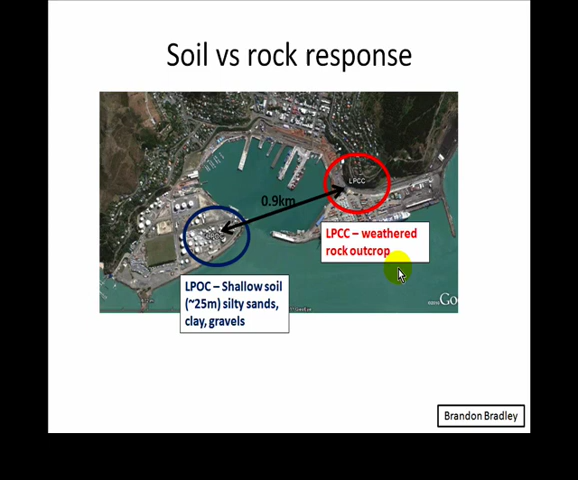 Soil vs rock response
LPCC
0.9km
LPCC – weathered
rock outcrop
LPOC – Shallow soil
(~25m) silty sands,
clay, gravels
Go
Brandon Bradley